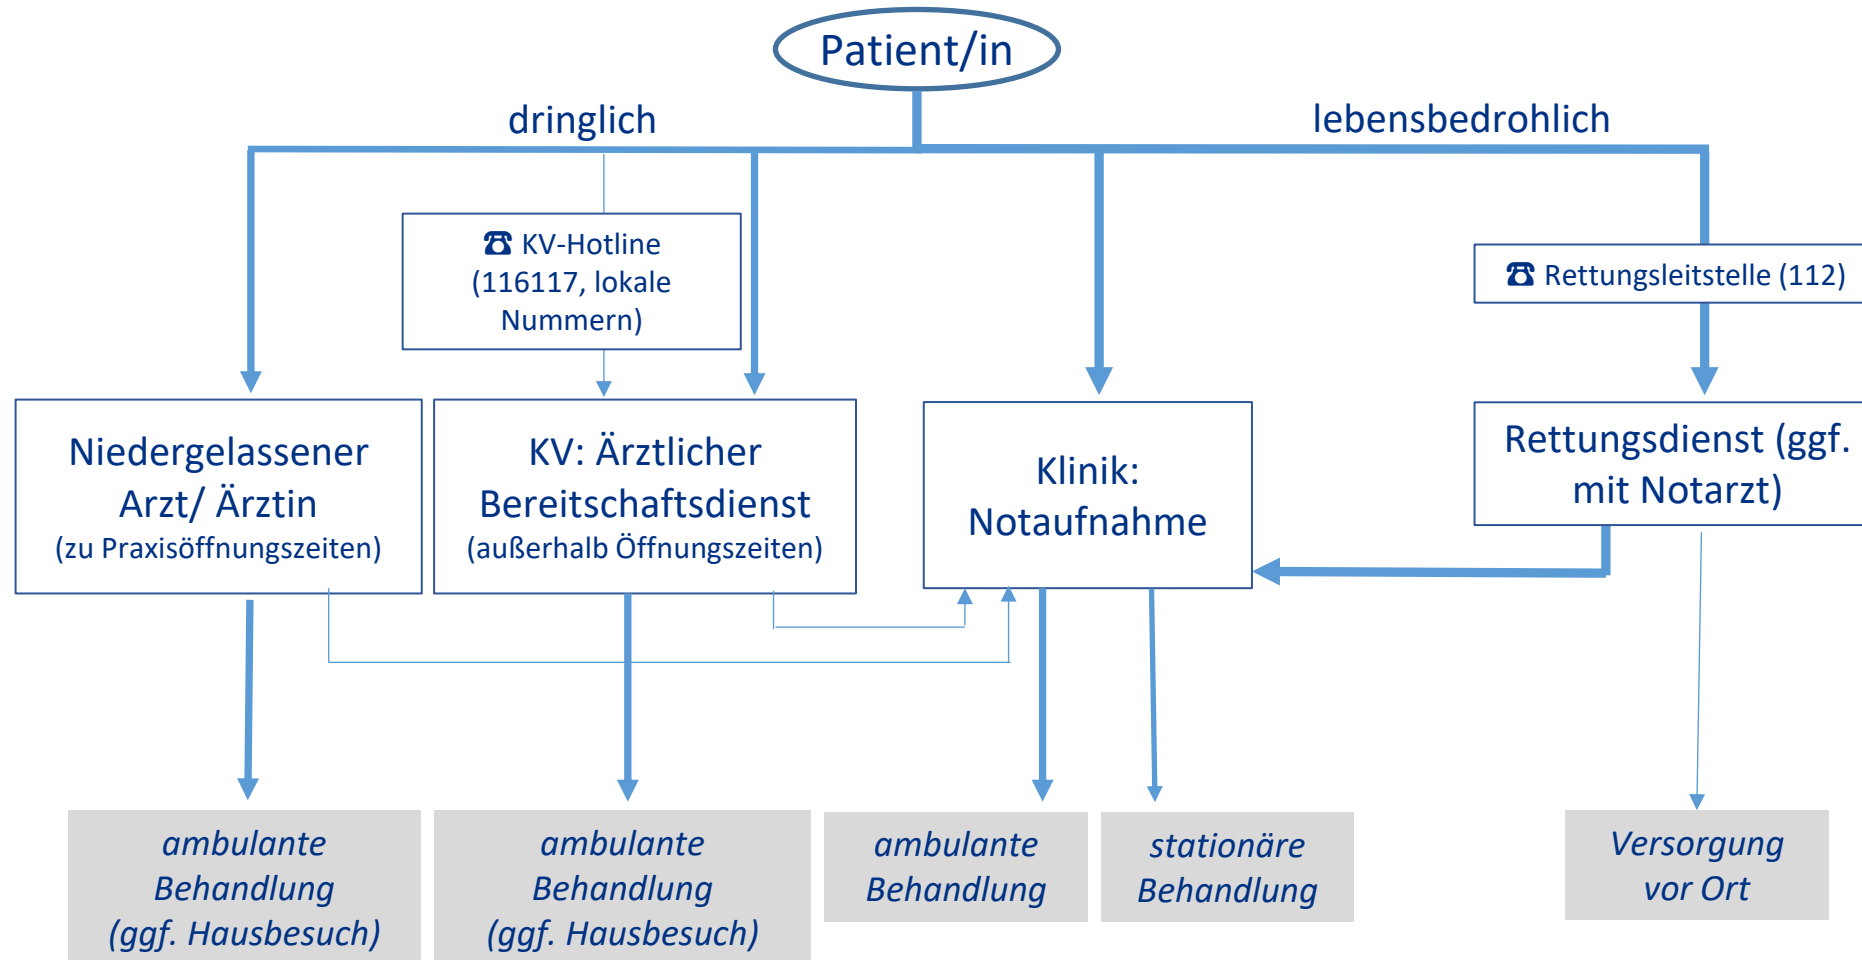 Patient/in
dringlich
lebensbedrohlich
☎ KV-Hotline
(116117, lokale
Nummern)
☎ Rettungsleitstelle (112)
Niedergelassener
Arzt/ Ärztin
(zu Praxisöffnungszeiten)
KV: Ärztlicher
Bereitschaftsdienst
(außerhalb Öffnungszeiten)
Klinik:
Notaufnahme
Rettungsdienst (ggf.
mit Notarzt)
ambulante
Behandlung
(ggf. Hausbesuch)
ambulante
Behandlung
(ggf. Hausbesuch)
ambulante
Behandlung
stationäre
Behandlung
Versorgung
vor Ort